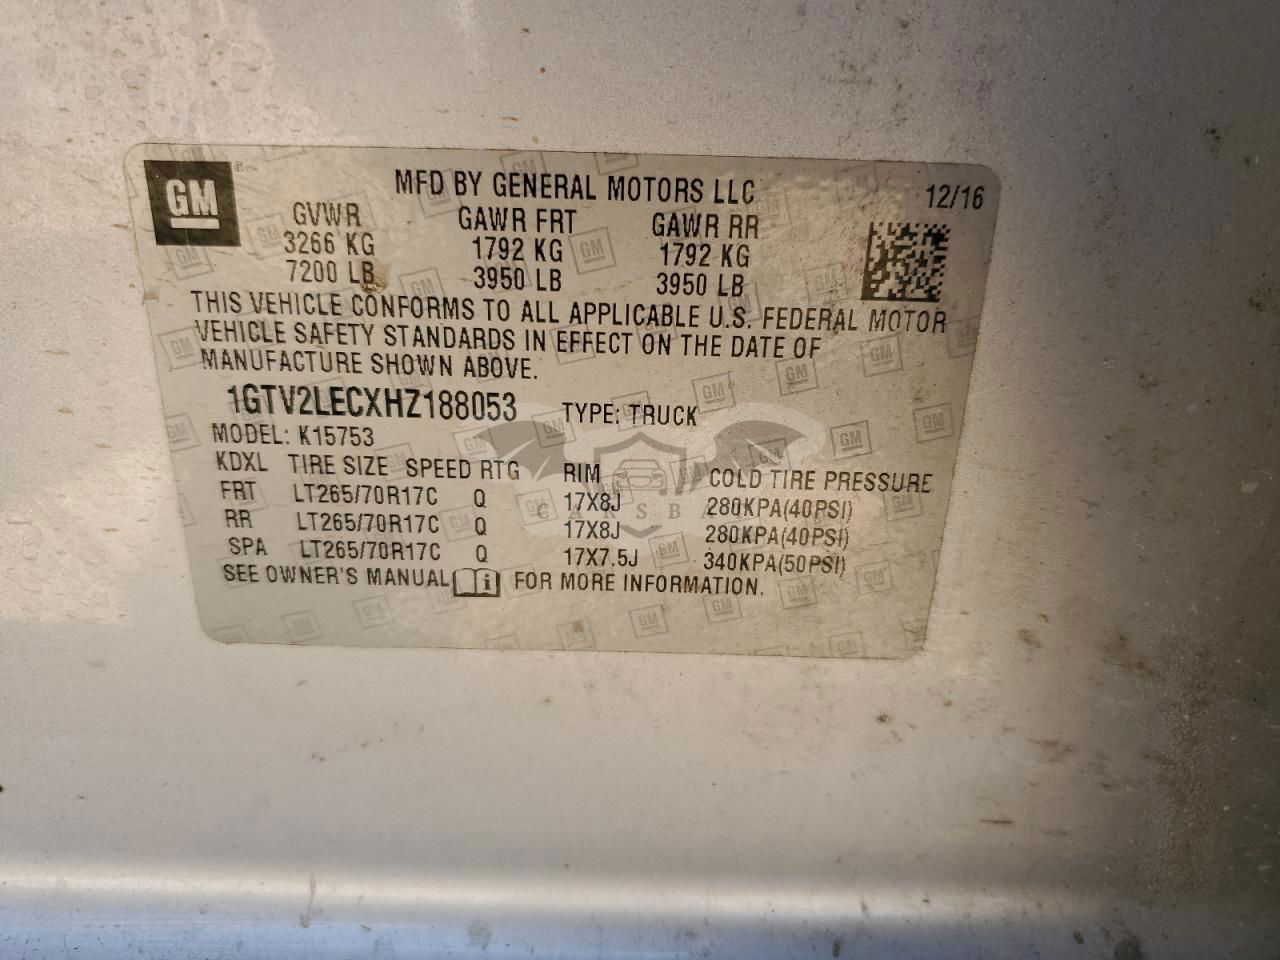 GM®
MFD BY GENERAL MOTORS LLC 12/16
GVWR GAWR FRT GAWR RR
3266 KG 1792 KG 1792 KG
7200 LB 3950 LB 3950 LB
THIS VEHICLE CONFORMS TO ALL APPLICABLE U.S. FEDERAL MOTOR
VEHICLE SAFETY STANDARDS IN EFFECT ON THE DATE OF
MANUFACTURE SHOWN ABOVE.
1GTV2LECXHZ188053 TYPE: TRUCK
MODEL: K15753
KDXL TIRE SIZE SPEED RTG RIM COLD TIRE PRESSURE
FRT LT265/70R17C Q 17X8J 280KPA(40PSI)
RR LT265/70R17C Q 17X8J 280KPA(40PSI)
SPA LT265/70R17C Q 17X7.5J 340KPA(50PSI)
SEE OWNER'S MANUAL FOR MORE INFORMATION.